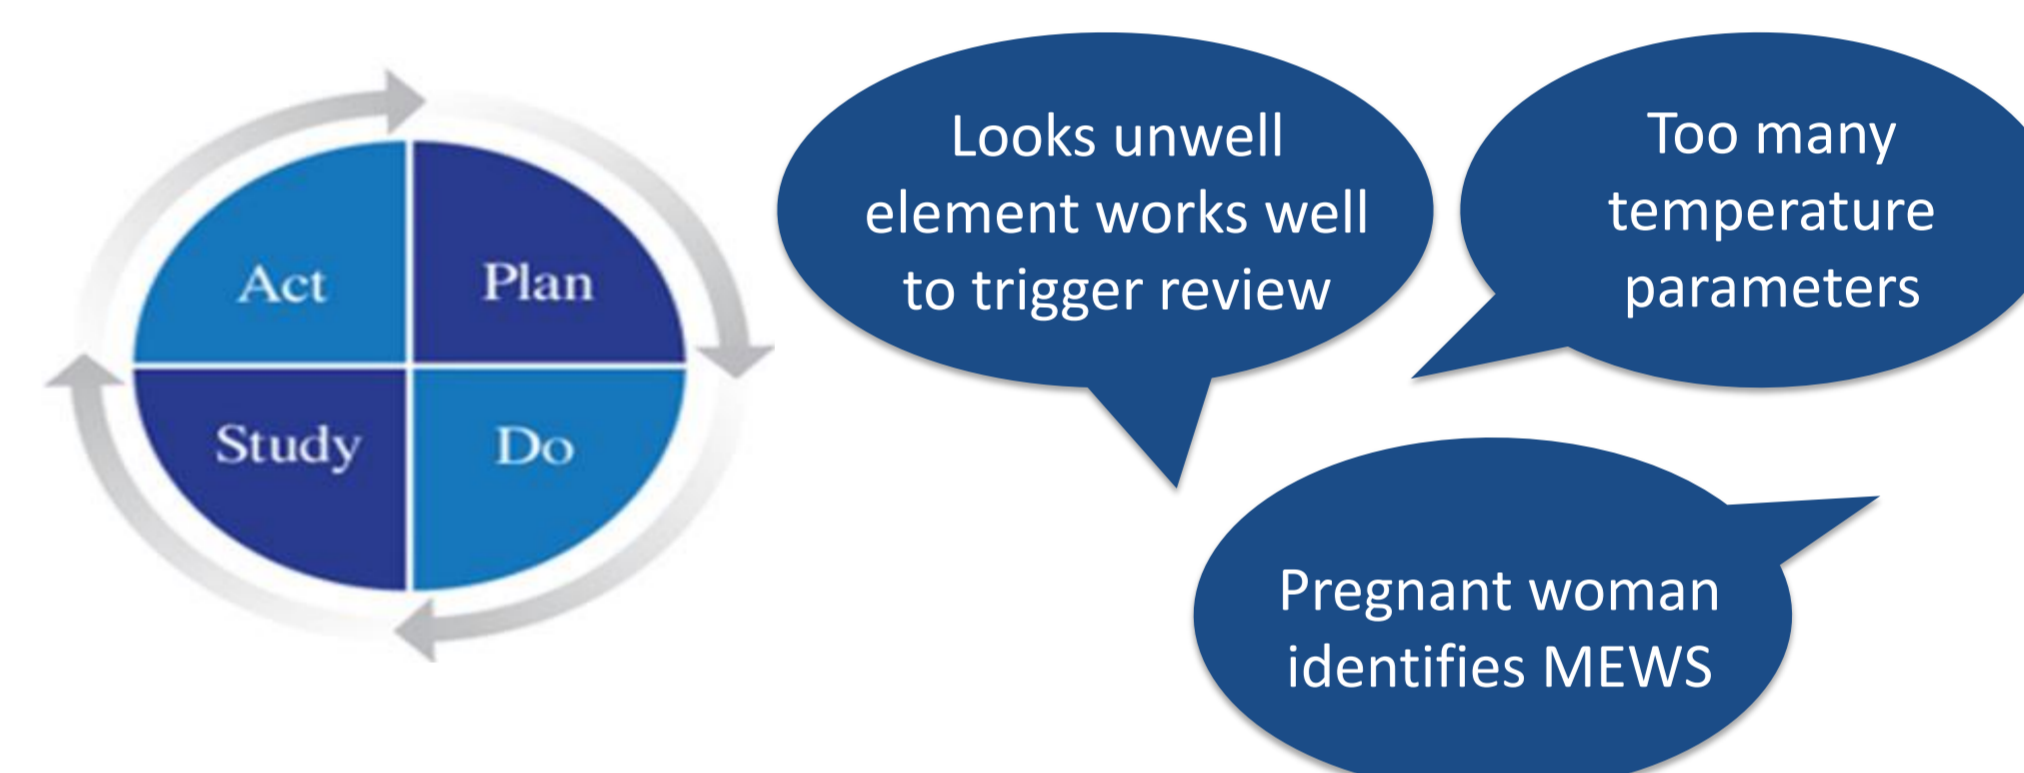 Act
Plan
Study
Do
Looks unwell
element works well
to trigger review
Too many
temperature
parameters
Pregnant woman
identifies MEWS